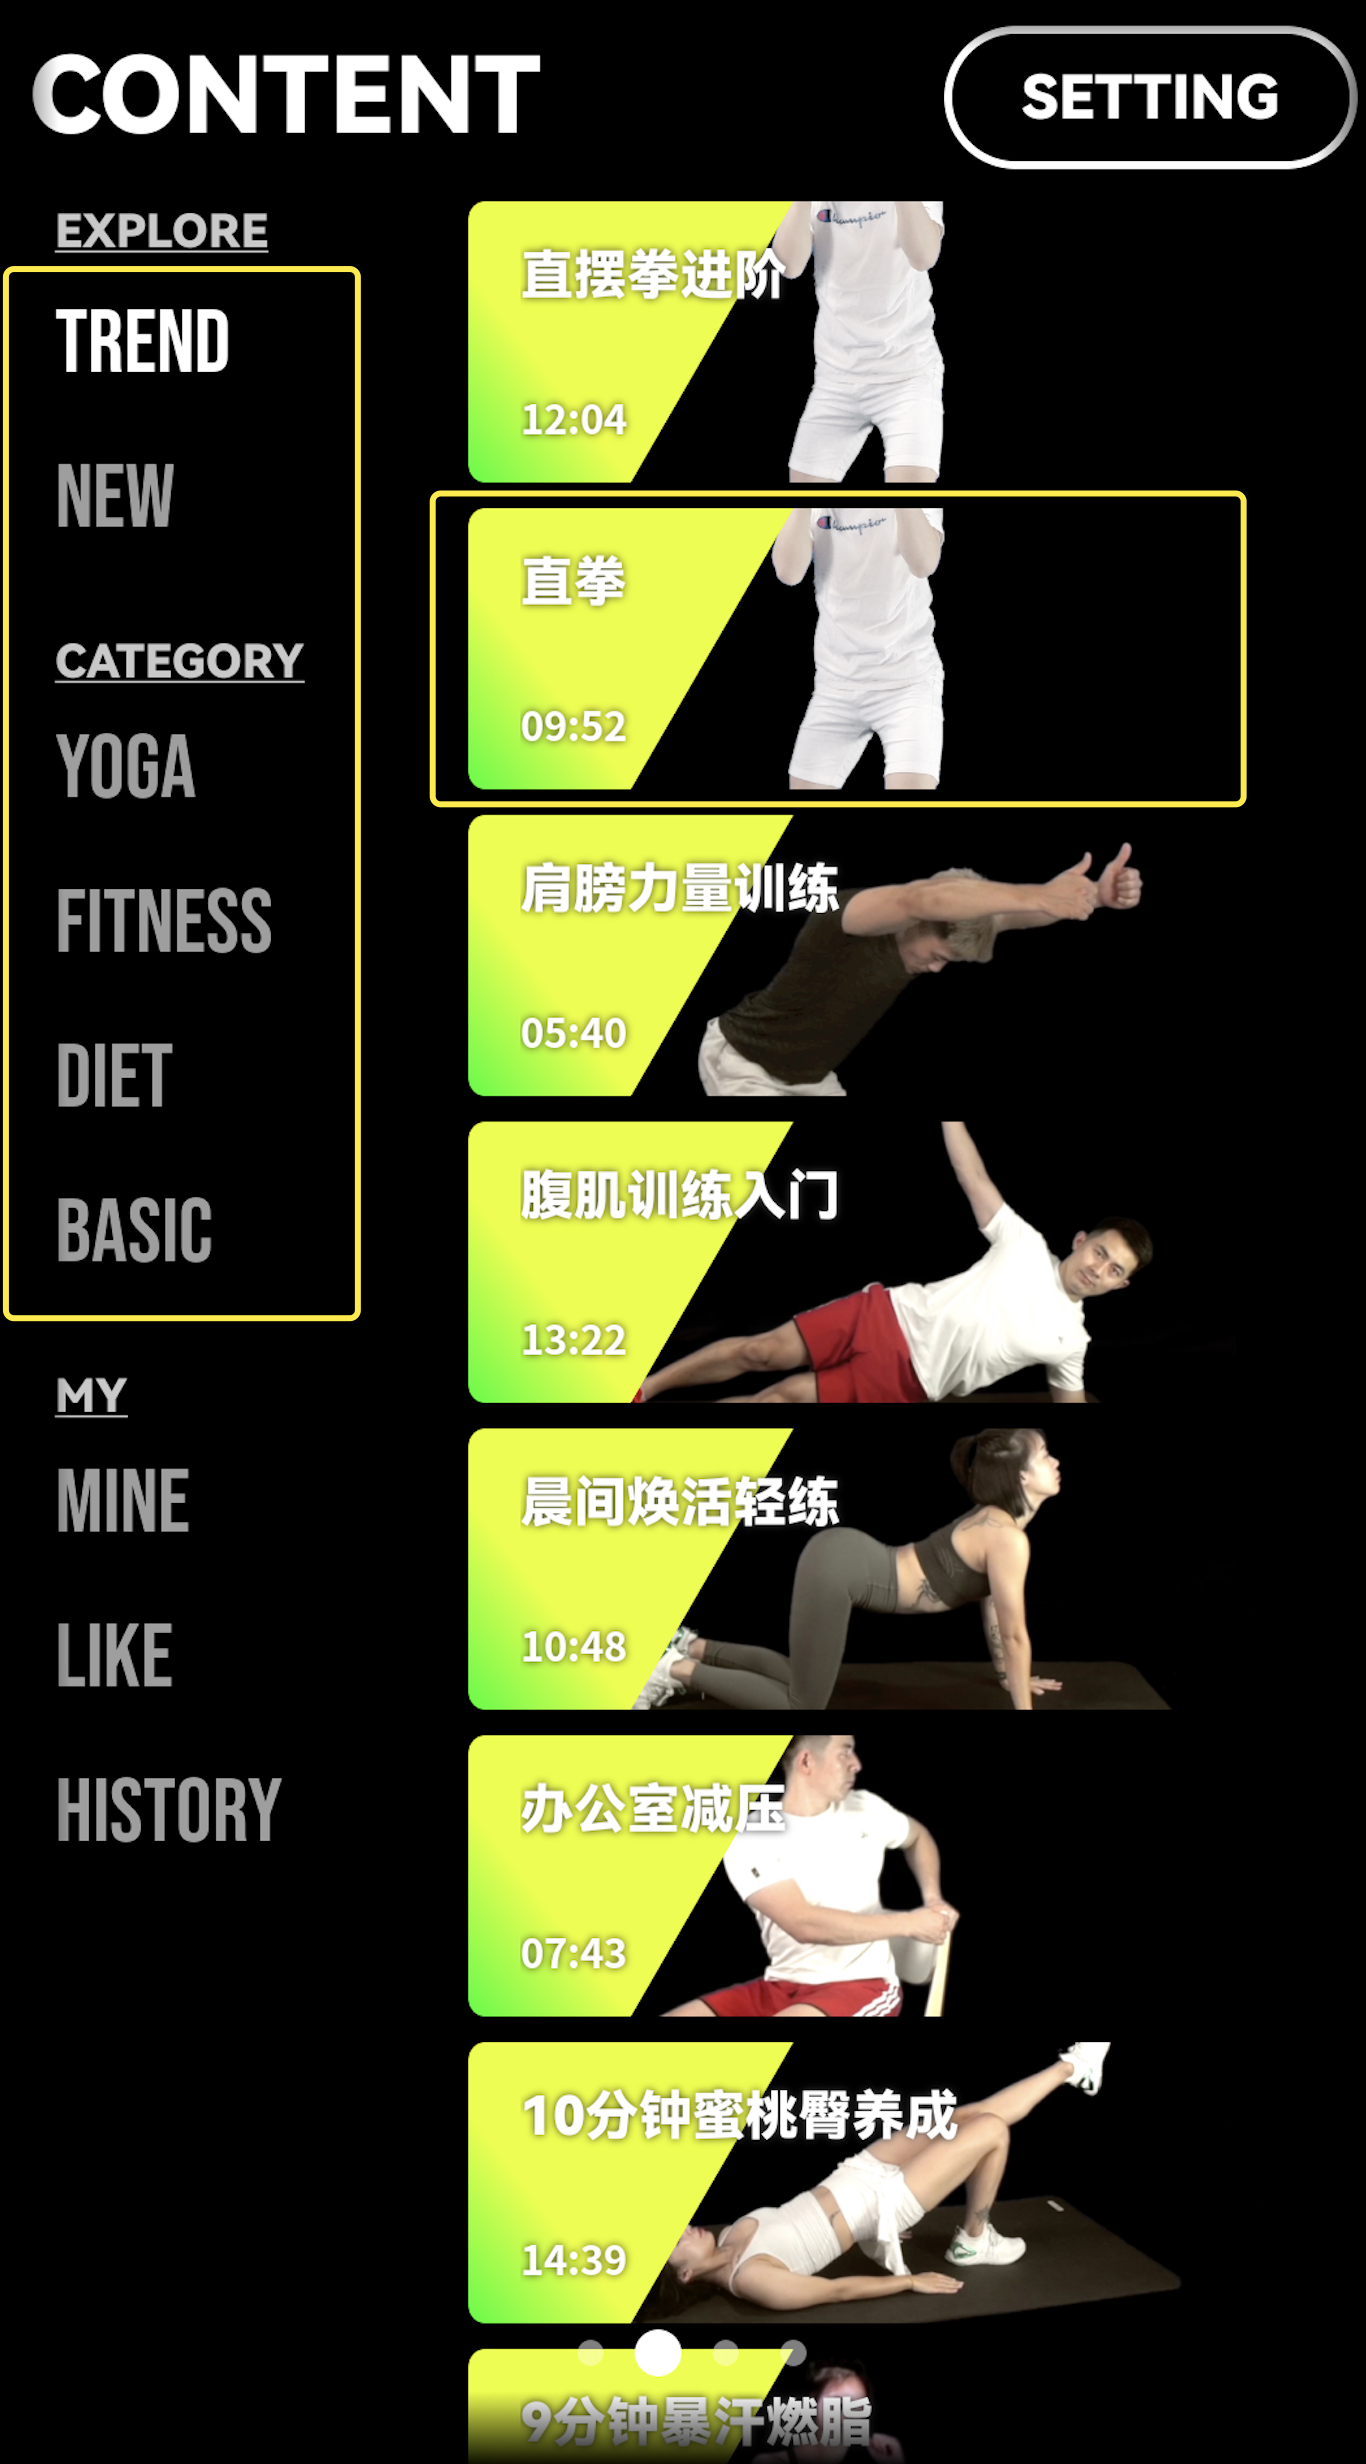 CONTENT
SETTING
EXPLORE
TREND
NEW
CATEGORY
YOGA
FITNESS
DIET
BASIC
MY
MINE
LIKE
HISTORY
直摆拳进阶
12:04
Champion
直拳
09:52
Champion
肩膀力量训练
05:40
腹肌训练入门
13:22
晨间焕活轻练
10:48
办公室减压
07:43
10分钟蜜桃臀养成
14:39
9分钟暴汗燃脂